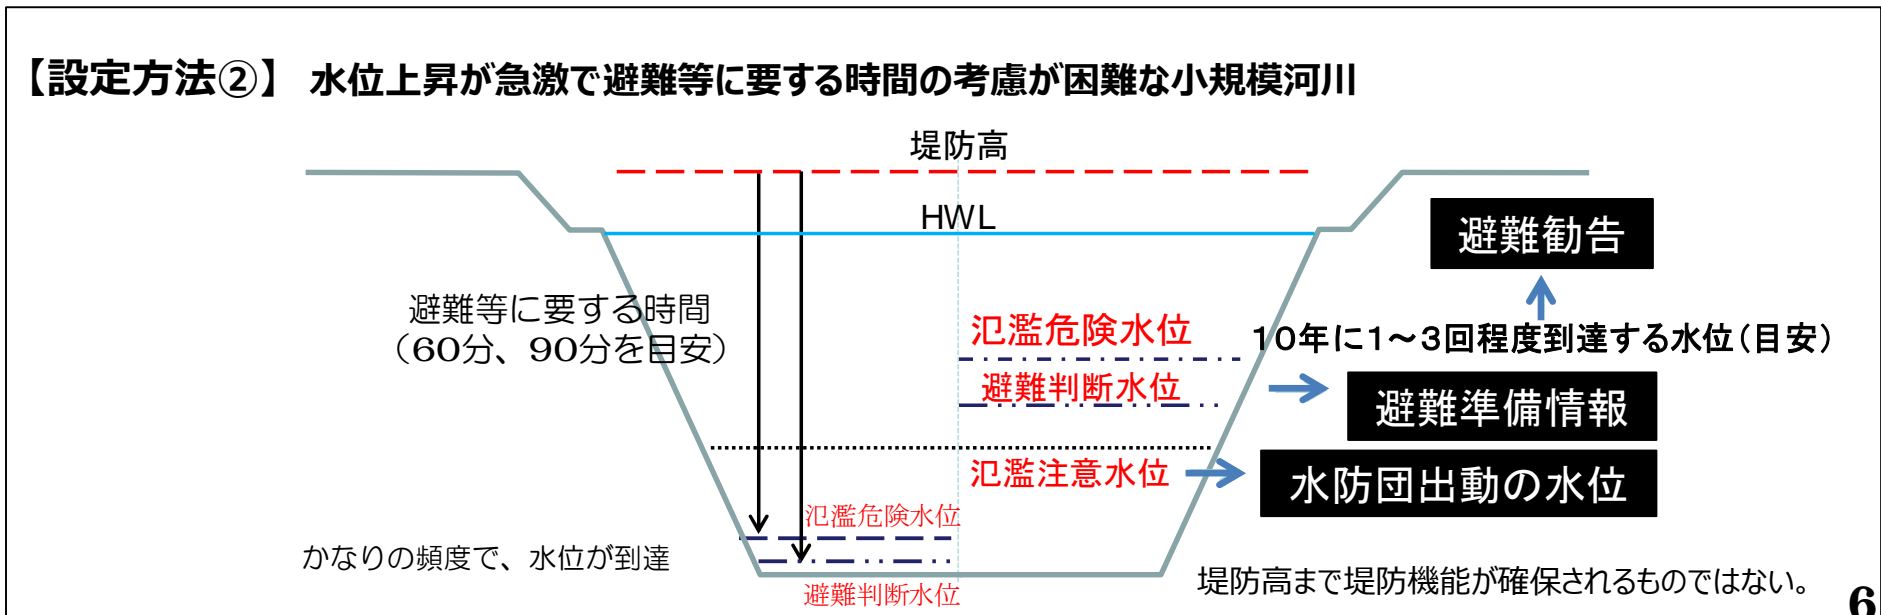 【設定方法②】 水位上昇が急激で避難等に要する時間の考慮が困難な小規模河川
堤防高
HWL
避難勧告
避難等に要する時間
（60分、90分を目安）
氾濫危険水位
10年に1～3回程度到達する水位（目安）
避難判断水位
避難準備情報
氾濫注意水位
水防団出動の水位
氾濫危険水位
かなりの頻度で、水位が到達
避難判断水位
堤防高まで堤防機能が確保されるものではない。
6